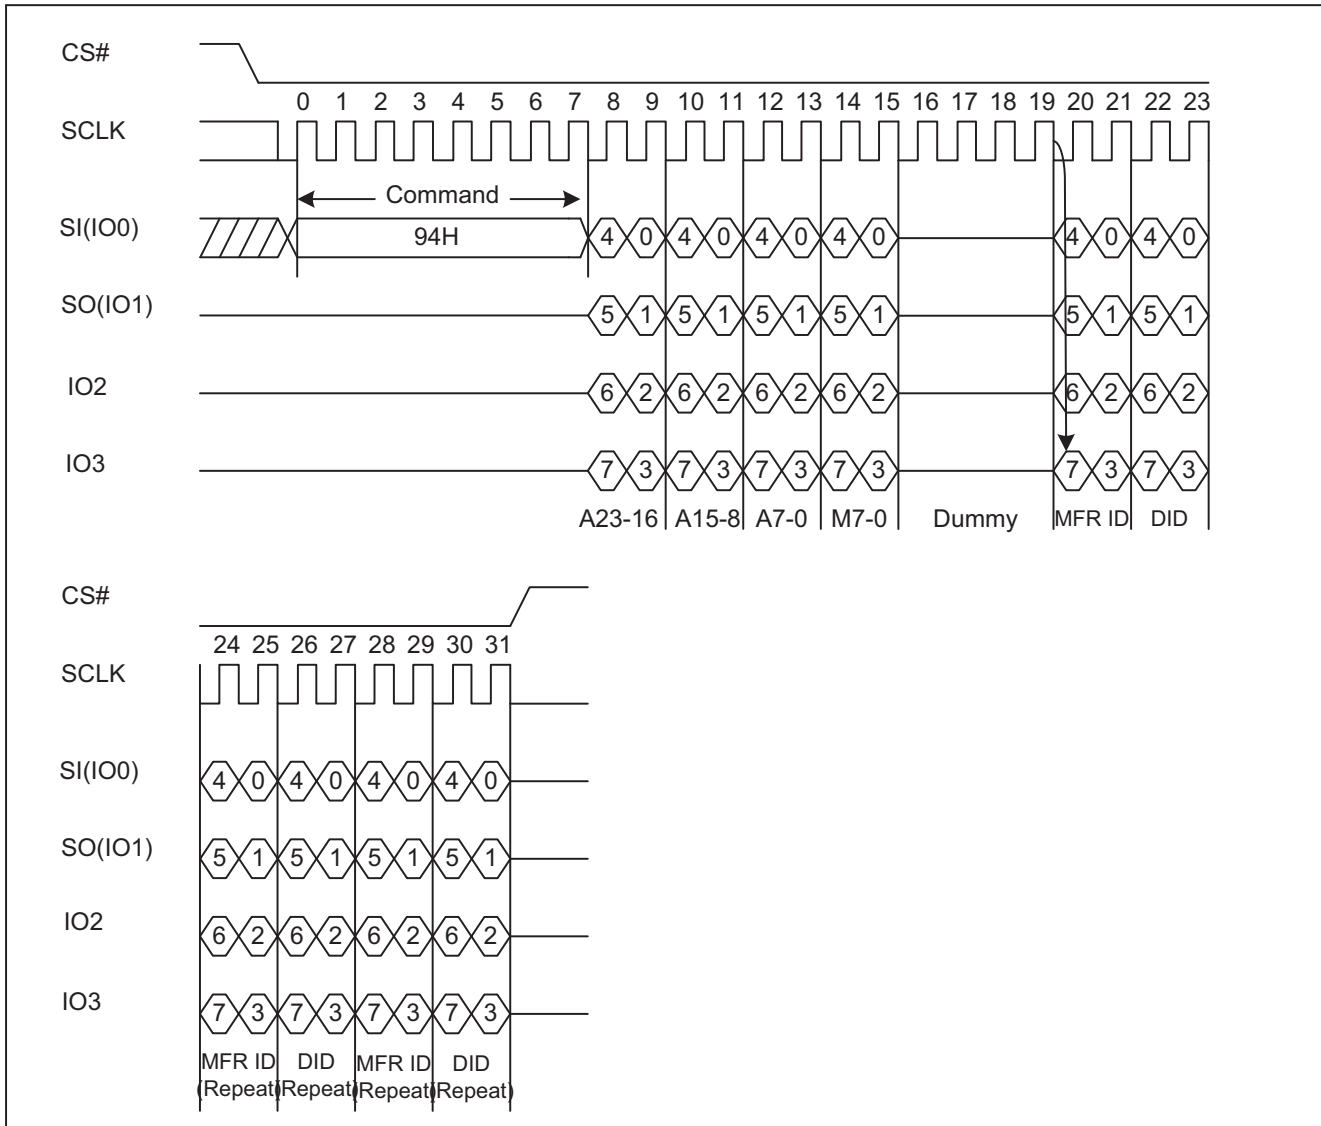 CS#
0 1 2 3 4 5 6 7 8 9 10 11 12 13 14 15 16 17 18 19 20 21 22 23
SCLK
Command
SI(IO0) 94H 4 0 4 0 4 0 4 0 4 0 4 0
SO(IO1) 5 1 5 1 5 1 5 1 5 1 5 1
IO2 6 2 6 2 6 2 6 2 6 2 6 2
IO3 7 3 7 3 7 3 7 3 7 3 7 3
A23-16 A15-8 A7-0 M7-0 Dummy MFR ID DID
CS#
24 25 26 27 28 29 30 31
SCLK
SI(IO0) 4 0 4 0 4 0 4 0
SO(IO1) 5 1 5 1 5 1 5 1
IO2 6 2 6 2 6 2 6 2
IO3 7 3 7 3 7 3 7 3
MFR ID DID MFR ID DID
(Repeat) (Repeat) (Repeat) (Repeat)